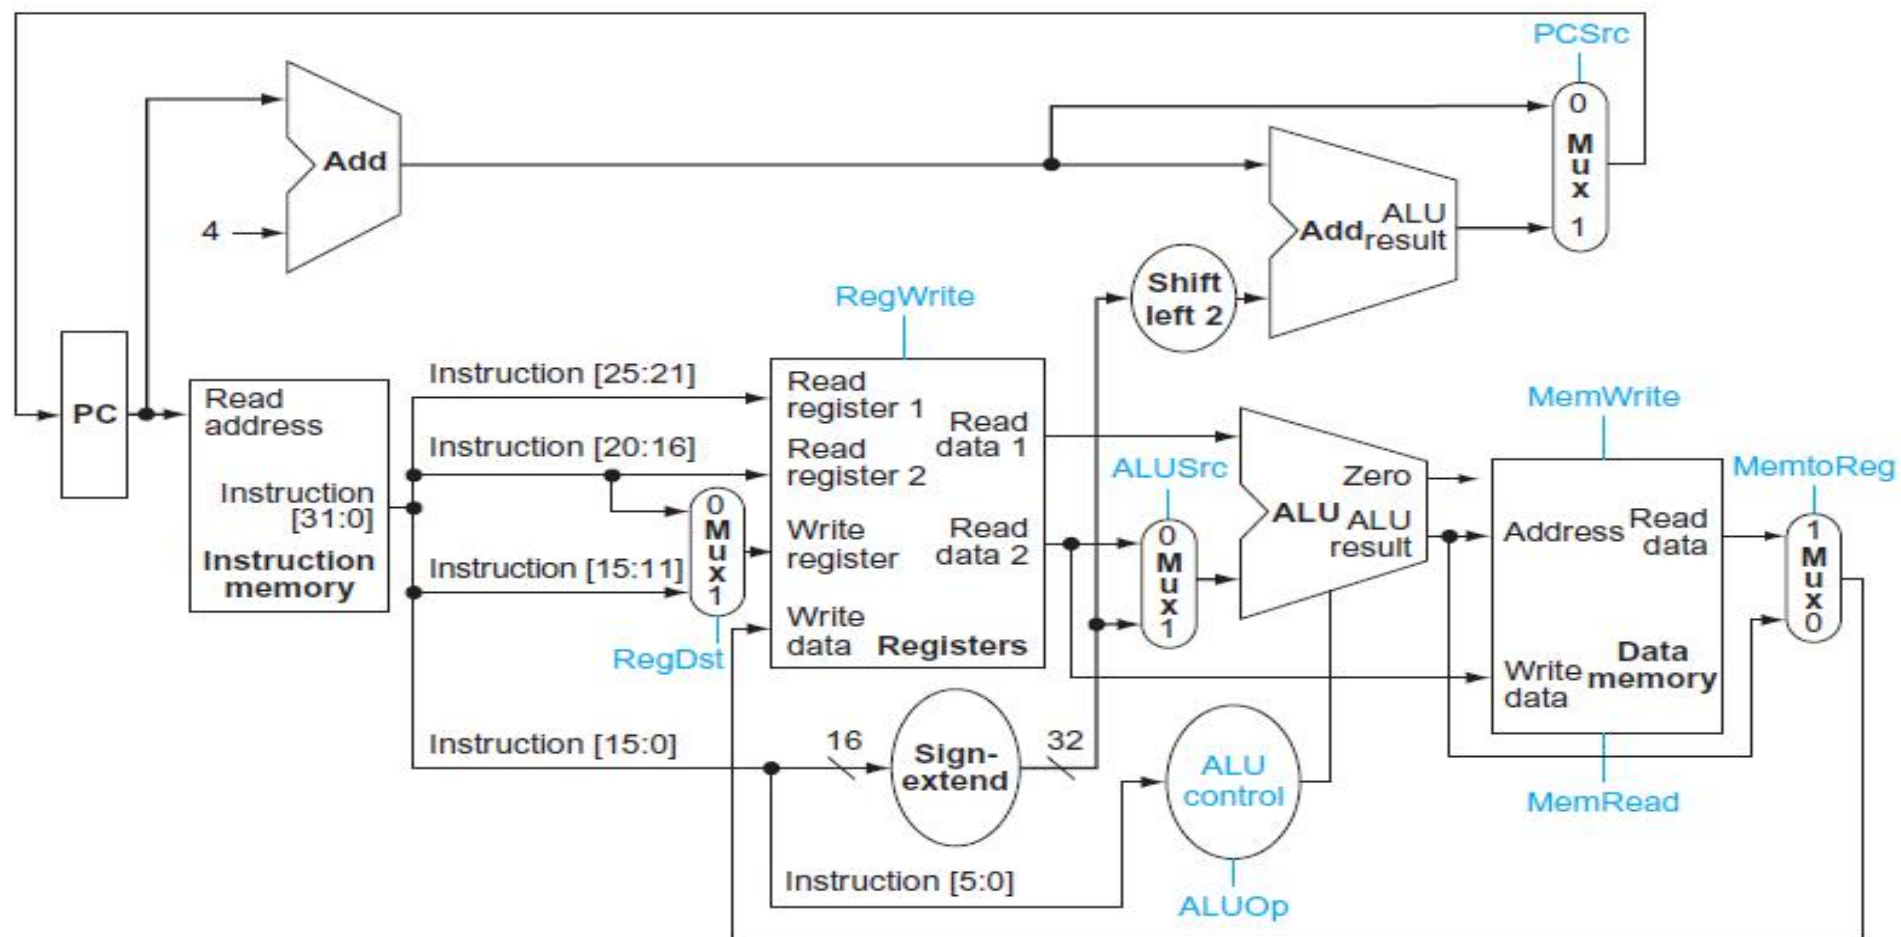 PCSrc
0
M
u
x
1
Add
4
Add
ALU
result
Shift
left 2
RegWrite
PC
Read
address
Instruction
[31:0]
Instruction
memory
Instruction [25:21]
Instruction [20:16]
Instruction [15:11]
0
M
u
x
1
RegDst
Read
register 1
Read
register 2
Write
register
Write
data
Read
data 1
Read
data 2
Registers
ALUSrc
0
M
u
x
1
Zero
ALU
ALU
result
MemWrite
Address
Read
data
Write
data
Data
memory
MemRead
MemtoReg
1
M
u
x
0
Instruction [15:0]
16
Sign-
extend
32
ALU
control
Instruction [5:0]
ALUOp